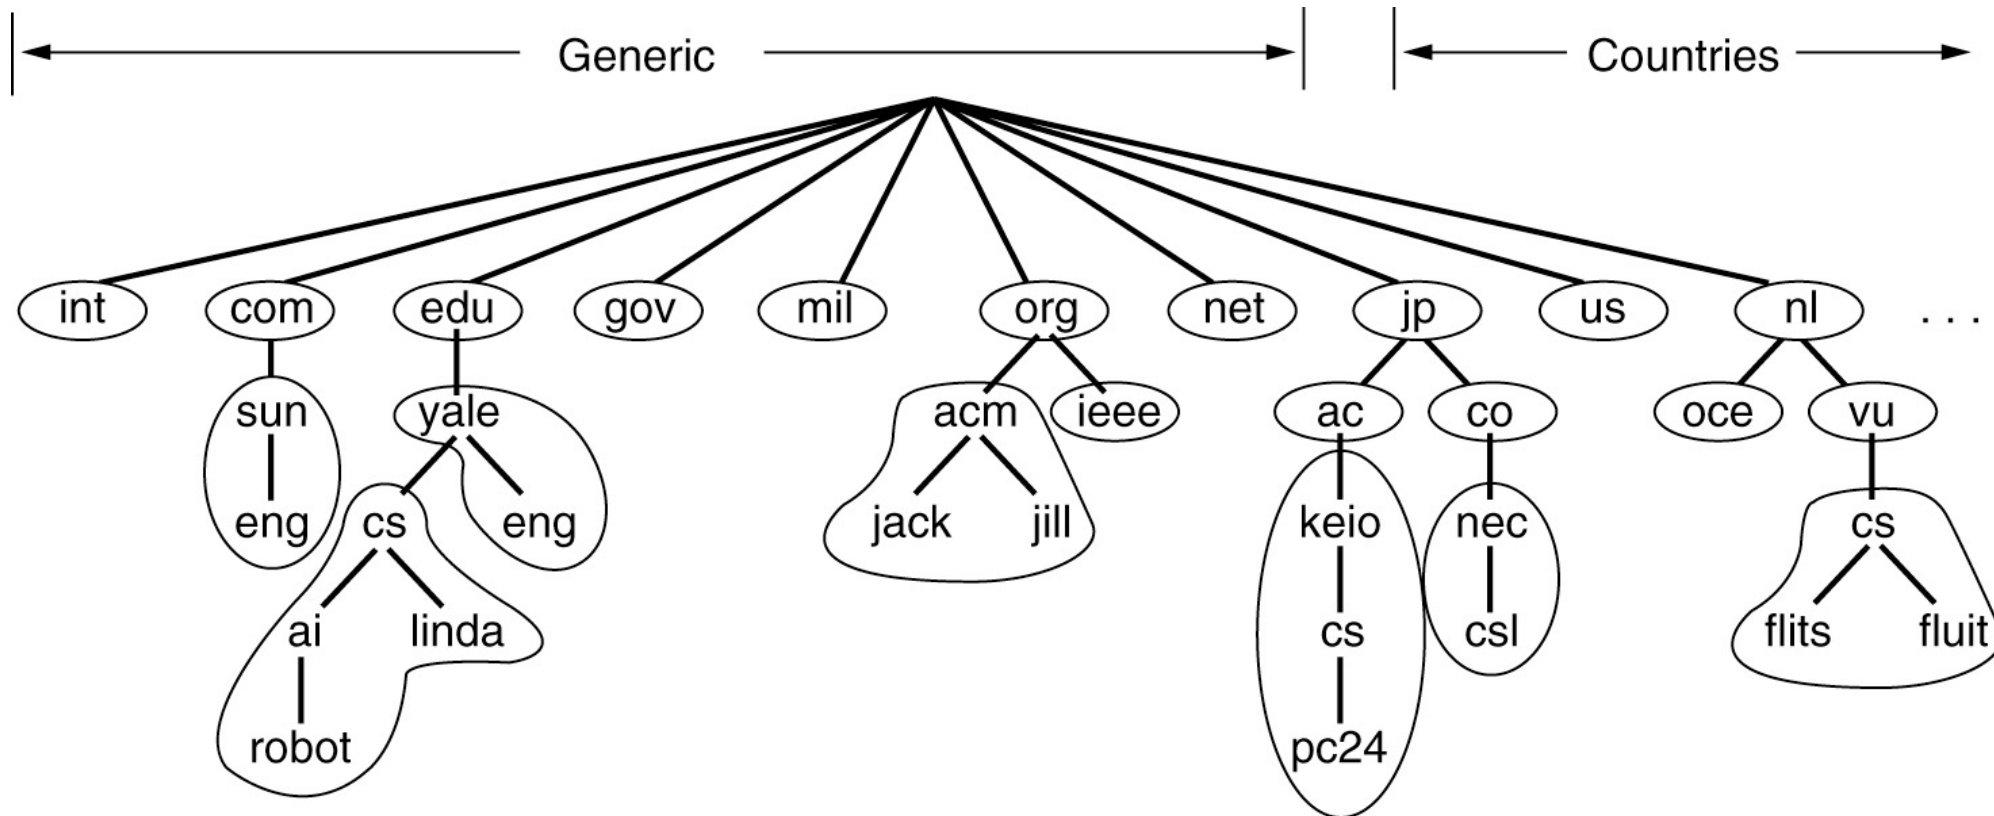 Generic Countries
int com edu gov mil org net jp us nl . . .
sun yale acm ieee ac co oce vu
eng cs eng jack jill keio nec cs
ai linda cs csl flits fluit
robot pc24